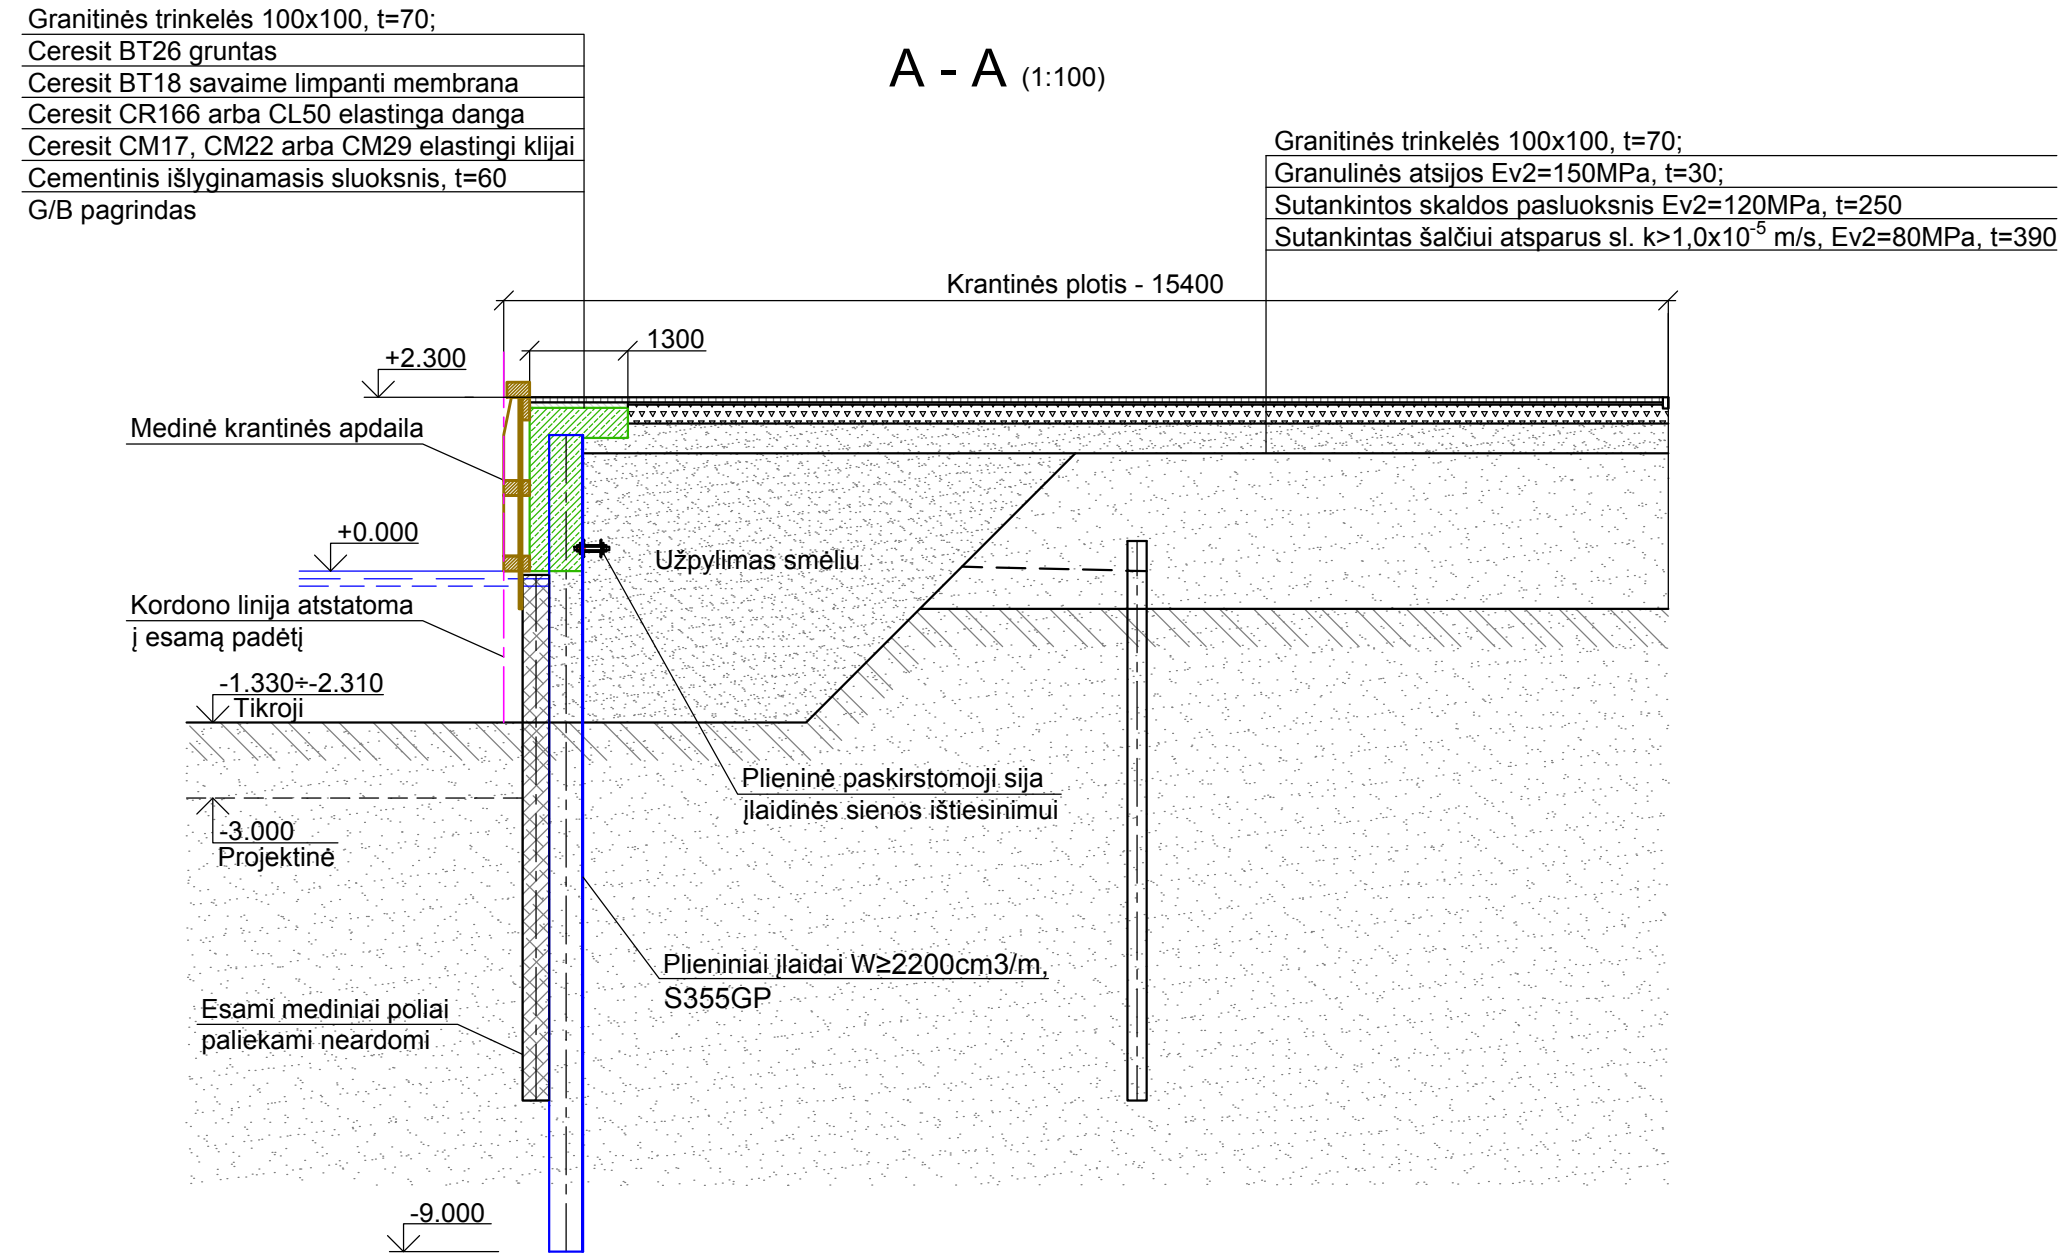 Granitinės trinkelės 100x100, t=70;
Ceresit BT26 gruntas
Ceresit BT18 savaime limpanti membrana
Ceresit CR166 arba CL50 elastinga danga
Ceresit CM17, CM22 arba CM29 elastingi klijai
Cementinis išlyginamasis sluoksnis, t=60
G/B pagrindas
A - A (1:100)
Granitinės trinkelės 100x100, t=70;
Granulinės atsijos Ev2=150MPa, t=30;
Sutankintos skaldos pasluoksnis Ev2=120MPa, t=250
Sutankintas šalčiui atsparus sl. k>1,0x10⁻⁵ m/s, Ev2=80MPa, t=390
Krantinės plotis - 15400
1300
+2.300
Medinė krantinės apdaila
+0.000
Užpylimas smėliu
Kordono linija atstatoma
į esamą padėtį
-1.330÷-2.310
Tikroji
Plieninė paskirstomoji sija
įlaidinės sienos ištiesinimui
-3.000
Projektinė
Plieniniai įlaidai W≥2200cm3/m,
S355GP
Esami mediniai poliai
paliekami neardomi
-9.000